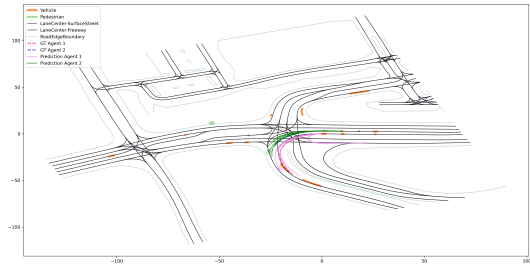 Vehicle
Pedestrian
LaneCenter-SurfaceStreet
LaneCenter-Freeway
RoadEdgeBoundary
GT Agent 1
GT Agent 2
Prediction Agent 1
Prediction Agent 2
100
50
0
−50
−100
−100
−50
0
50
100